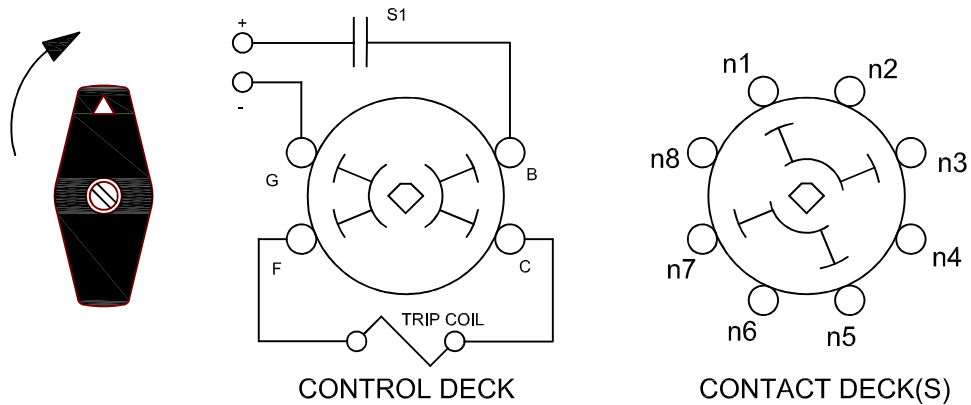 S1
+
-
G
B
F
C
TRIP COIL
CONTROL DECK
n1
n2
n8
n3
n7
n4
n6
n5
CONTACT DECK(S)